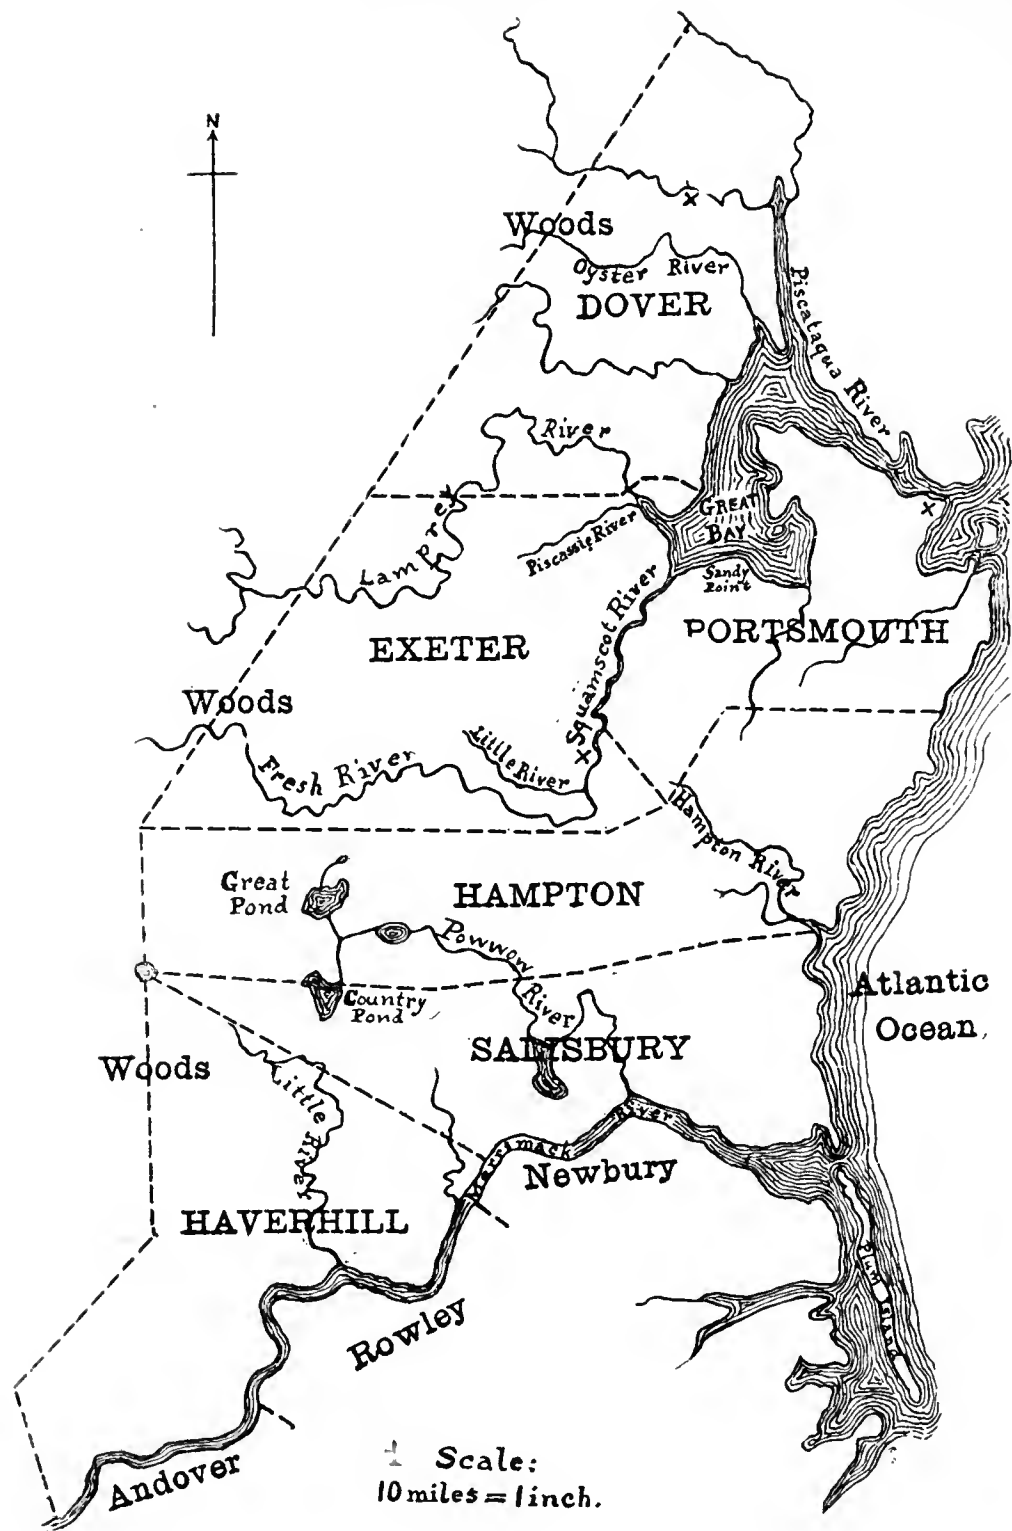 N
Woods
Oyster River
DOVER
Piscataqua River
River
Lamprey
GREAT
BAY
Piscassic River
Sandy
Point
Squamscot River
PORTSMOUTH
EXETER
Woods
Fresh River
Little River
Hampton River
Great
Pond
HAMPTON
Powwow
River
Country
Pond
Atlantic
Ocean,
SALISBURY
Woods
Little River
Merrimack River
Newbury
HAVERHILL
Plum Island
Rowley
Andover
Scale:
10 miles = 1 inch.